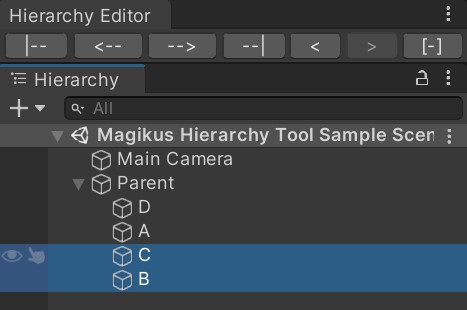 Hierarchy Editor
|-- <-- --> --| < > [-]
Hierarchy
All
Magikus Hierarchy Tool Sample Scen
Main Camera
Parent
D
A
C
B